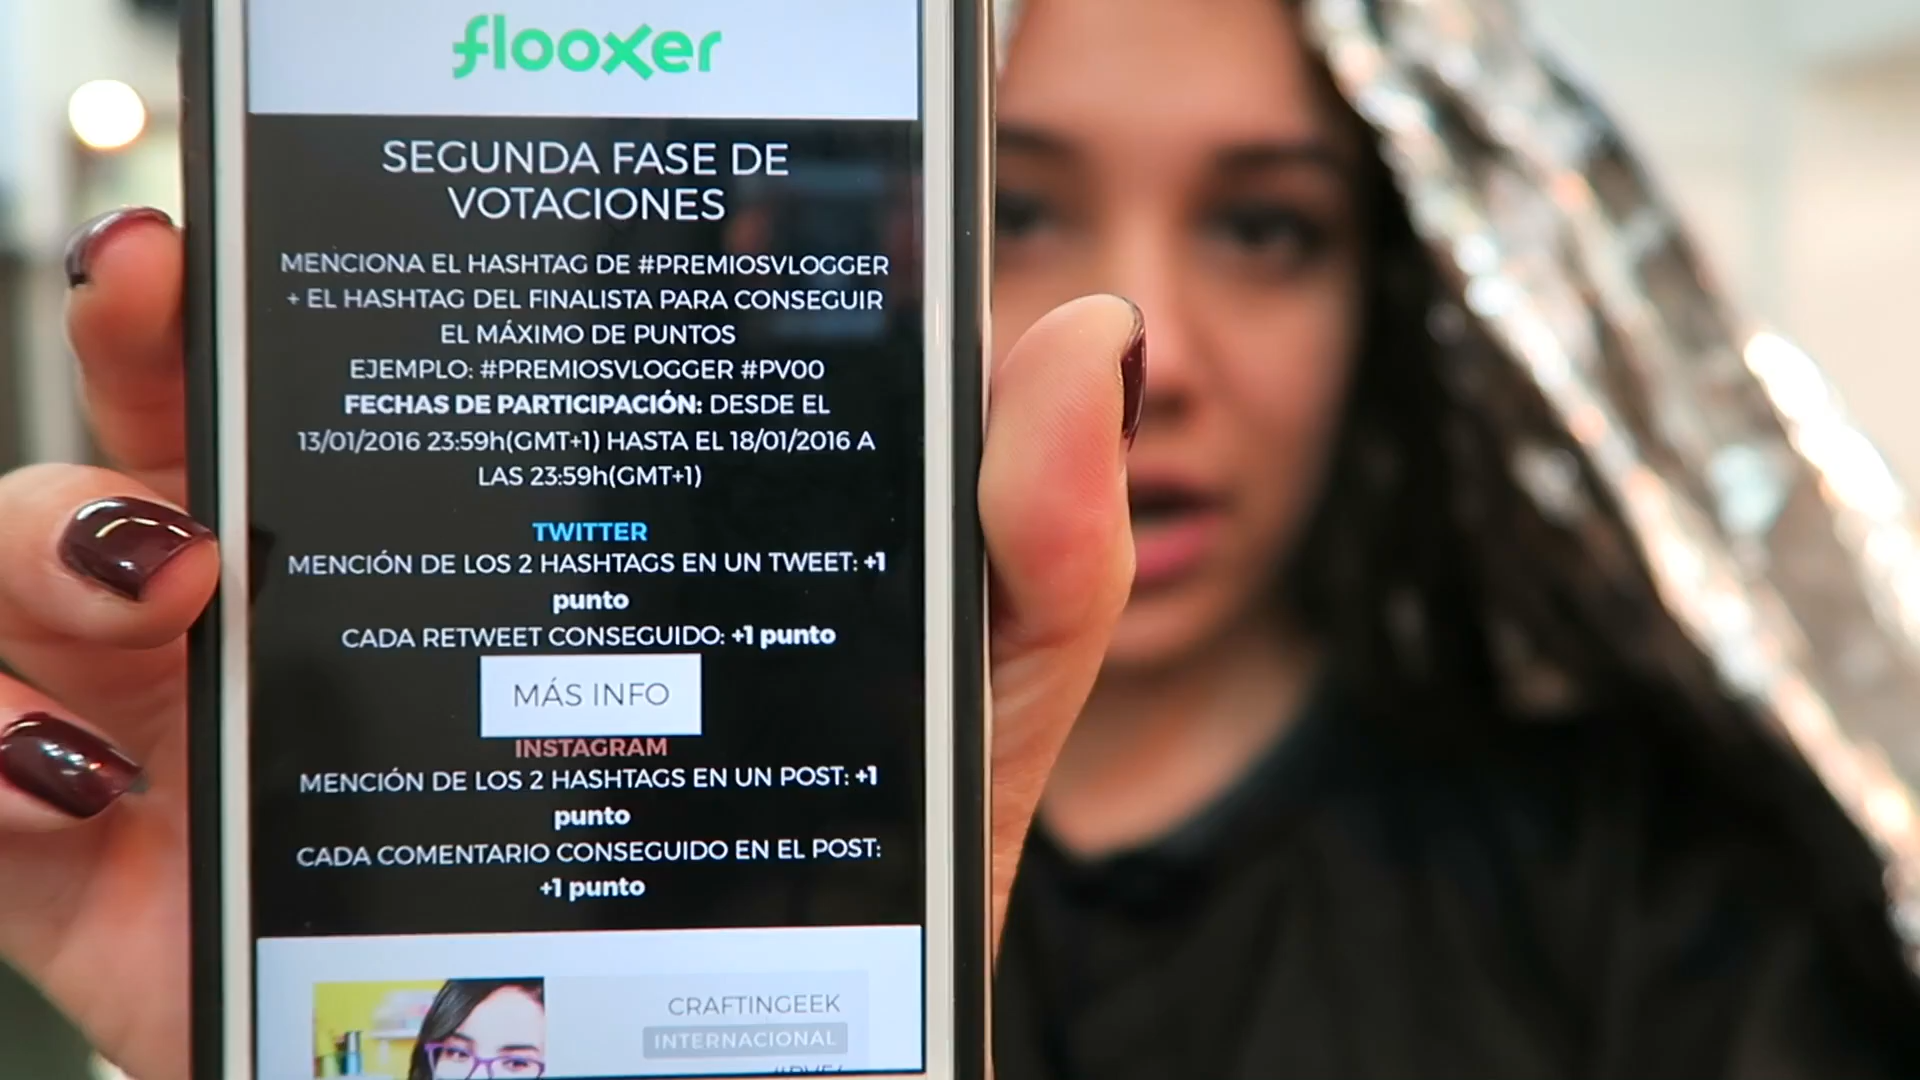 flooxer
SEGUNDA FASE DE
VOTACIONES
MENCIONA EL HASHTAG DE #PREMIOSVLOGGER
+ EL HASHTAG DEL FINALISTA PARA CONSEGUIR
EL MÁXIMO DE PUNTOS
EJEMPLO: #PREMIOSVLOGGER #PV00
FECHAS DE PARTICIPACIÓN: DESDE EL
13/01/2016 23:59h(GMT+1) HASTA EL 18/01/2016 A
LAS 23:59h(GMT+1)
TWITTER
MENCIÓN DE LOS 2 HASHTAGS EN UN TWEET: +1
punto
CADA RETWEET CONSEGUIDO: +1 punto
MÁS INFO
INSTAGRAM
MENCIÓN DE LOS 2 HASHTAGS EN UN POST: +1
punto
CADA COMENTARIO CONSEGUIDO EN EL POST:
+1 punto
CRAFTINGEEK
INTERNACIONAL